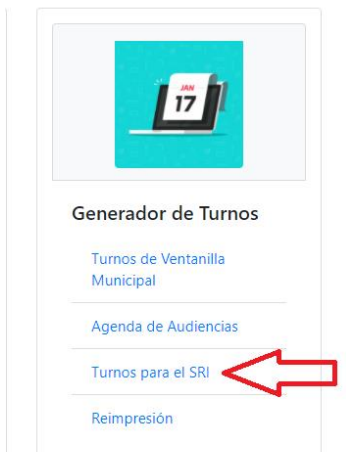 JAN
17
Generador de Turnos
Turnos de Ventanilla
Municipal
Agenda de Audiencias
Turnos para el SRI
Reimpresión